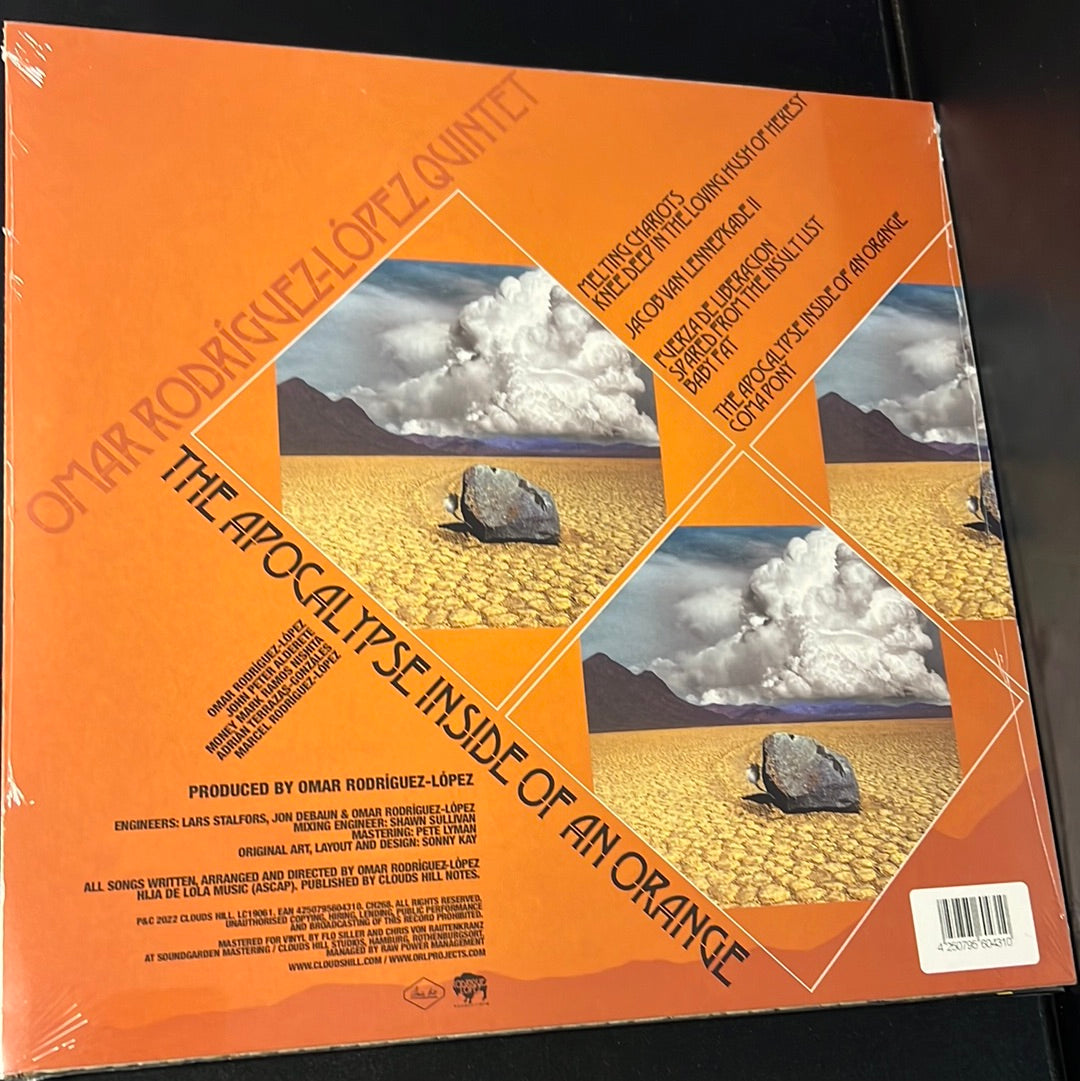 OMAR RODRÍGUEZ-LÓPEZ QUINTET
THE APOCALYPSE INSIDE OF AN ORANGE
MELTING CHARIOTS
KNEE DEEP IN THE LOVING HUSH OF HERESY
JACOB VAN LENNEPKADE II
FUERZA DE LIBERACION
SPARED FROM THE INSULT LIST
BABY FAT
THE APOCALYPSE INSIDE OF AN ORANGE
COMA PONY
OMAR RODRÍGUEZ-LÓPEZ
JOHN PETER ALDERETE
MONEY MARK RAMOS NISHITA
ADRIÁN TERRAZAS-GONZÁLES
MARCEL RODRÍGUEZ-LÓPEZ
PRODUCED BY OMAR RODRÍGUEZ-LÓPEZ
ENGINEERS: LARS STALFORS, JON DEBAUN & OMAR RODRÍGUEZ-LÓPEZ
MIXING ENGINEER: SHAWN SULLIVAN
MASTERING: PETE LYMAN
ORIGINAL ART, LAYOUT AND DESIGN: SONNY KAY
ALL SONGS WRITTEN, ARRANGED AND DIRECTED BY OMAR RODRÍGUEZ-LÓPEZ
HIJA DE LOLA MUSIC (ASCAP). PUBLISHED BY CLOUDS HILL NOTES.
P&C 2022 CLOUDS HILL. LC19061. EAN 4250795604310. CH268. ALL RIGHTS RESERVED.
UNAUTHORISED COPYING, HIRING, LENDING, PUBLIC PERFORMANCE
AND BROADCASTING OF THIS RECORD PROHIBITED.
MASTERED FOR VINYL BY FLO SILLER AND CHRIS VON RAUTENKRANZ
AT SOUNDGARDEN MASTERING / CLOUDS HILL STUDIOS, HAMBURG, ROTHENBURGSORT.
MANAGED BY RAW POWER MANAGEMENT
WWW.CLOUDSHILL.COM / WWW.ORLPROJECTS.COM
4 250795 604310